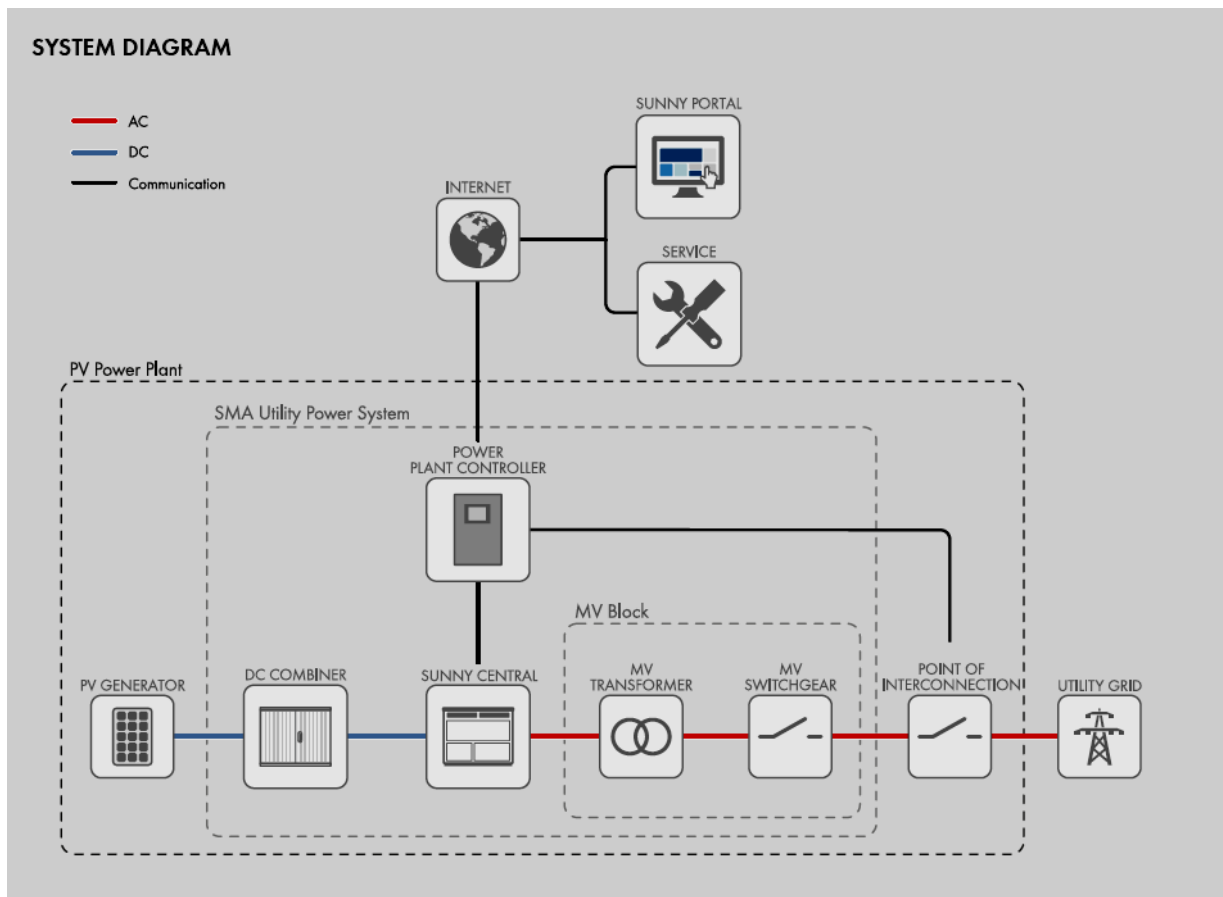 SYSTEM DIAGRAM
AC
DC
Communication
SUNNY PORTAL
INTERNET
SERVICE
PV Power Plant
SMA Utility Power System
POWER
PLANT CONTROLLER
MV Block
PV GENERATOR
DC COMBINER
SUNNY CENTRAL
MV
TRANSFORMER
MV
SWITCHGEAR
POINT OF
INTERCONNECTION
UTILITY GRID